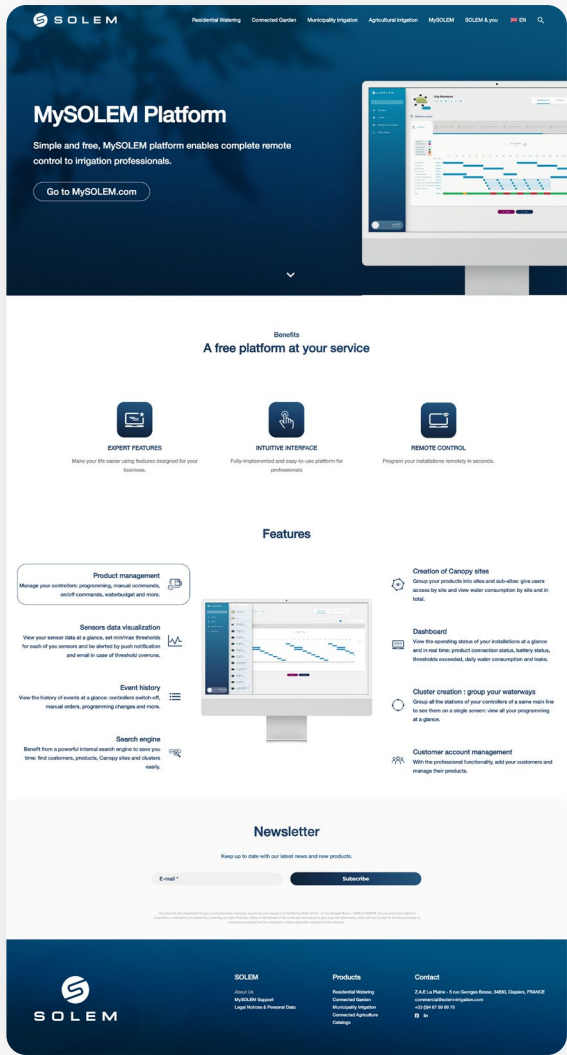 SOLEM
Residential Watering Connected Garden Municipality irrigation Agricultural irrigation MySOLEM SOLEM & you EN
MySOLEM Platform
Simple and free, MySOLEM platform enables complete remote
control to irrigation professionals.
Go to MySOLEM.com
Benefits
A free platform at your service
EXPERT FEATURES
Make your life easier using features designed for your
business.
INTUITIVE INTERFACE
Fully-implemented and easy-to-use platform for
professionals
REMOTE CONTROL
Program your installations remotely in seconds.
Features
Product management
Manage your controllers: programming, manual commands,
on/off commands, waterbudget and more.
Sensors data visualization
View your sensor data at a glance, set min/max thresholds
for each of you sensors and be alerted by push notification
and email in case of threshold overruns.
Event history
View the history of events at a glance: controllers switch-off,
manual orders, programming changes and more.
Search engine
Benefit from a powerful internal search engine to save you
time: find customers, products, Canopy sites and clusters
easily.
Creation of Canopy sites
Group your products into sites and sub-sites: give users
access by site and view water consumption by site and in
total.
Dashboard
View the operating status of your installations at a glance
and in real time: product connection status, battery status,
thresholds exceeded, daily water consumption and leaks.
Cluster creation : group your waterways
Group all the stations of your controllers of a same main line
to see them on a single screen: view all your programming
at a glance.
Customer account management
With the professional functionality, add your customers and
manage their products.
Newsletter
Keep up to date with our latest news and new products.
E-mail *
Subscribe
SOLEM
SOLEM
About Us
MySOLEM Support
Legal Notices & Personal Data
Products
Residential Watering
Connected Garden
Municipality irrigation
Connected Agriculture
Catalogs
Contact
Z.A.E La Plaine - 5 rue Georges Besse, 34830, Clapiers, FRANCE
commercial@solem-irrigation.com
+33 (0)4 67 59 98 75